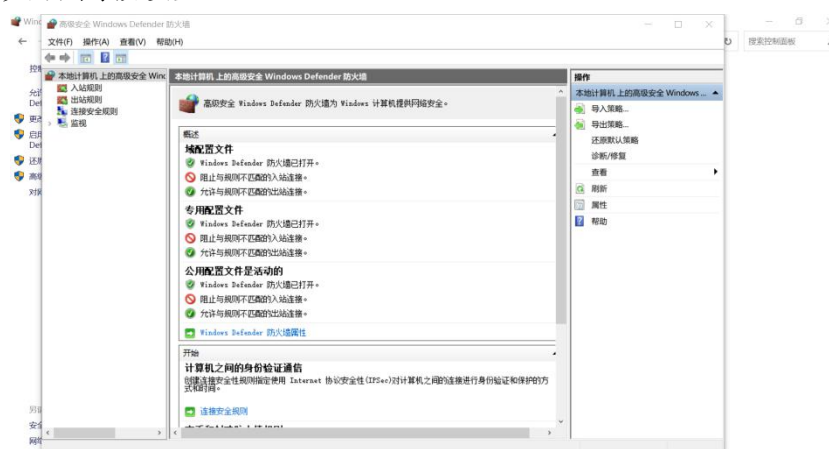 高级安全 Windows Defender 防火墙
文件(F) 操作(A) 查看(V) 帮助(H)
搜索控制面板
本地计算机 上的高级安全 Winc
入站规则
出站规则
连接安全规则
监视
本地计算机 上的高级安全 Windows Defender 防火墙
高级安全 Windows Defender 防火墙为 Windows 计算机提供网络安全。
概述
域配置文件
Windows Defender 防火墙已打开。
阻止与规则不匹配的入站连接。
允许与规则不匹配的出站连接。
专用配置文件
Windows Defender 防火墙已打开。
阻止与规则不匹配的入站连接。
允许与规则不匹配的出站连接。
公用配置文件是活动的
Windows Defender 防火墙已打开。
阻止与规则不匹配的入站连接。
允许与规则不匹配的出站连接。
Windows Defender 防火墙属性
开始
计算机之间的身份验证通信
创建连接安全性规则指定使用 Internet 协议安全性(IPSec)对计算机之间的连接进行身份验证和保护的方
式和时间。
连接安全规则
操作
本地计算机 上的高级安全 Windows ...
导入策略...
导出策略...
还原默认策略
诊断/修复
查看
刷新
属性
帮助